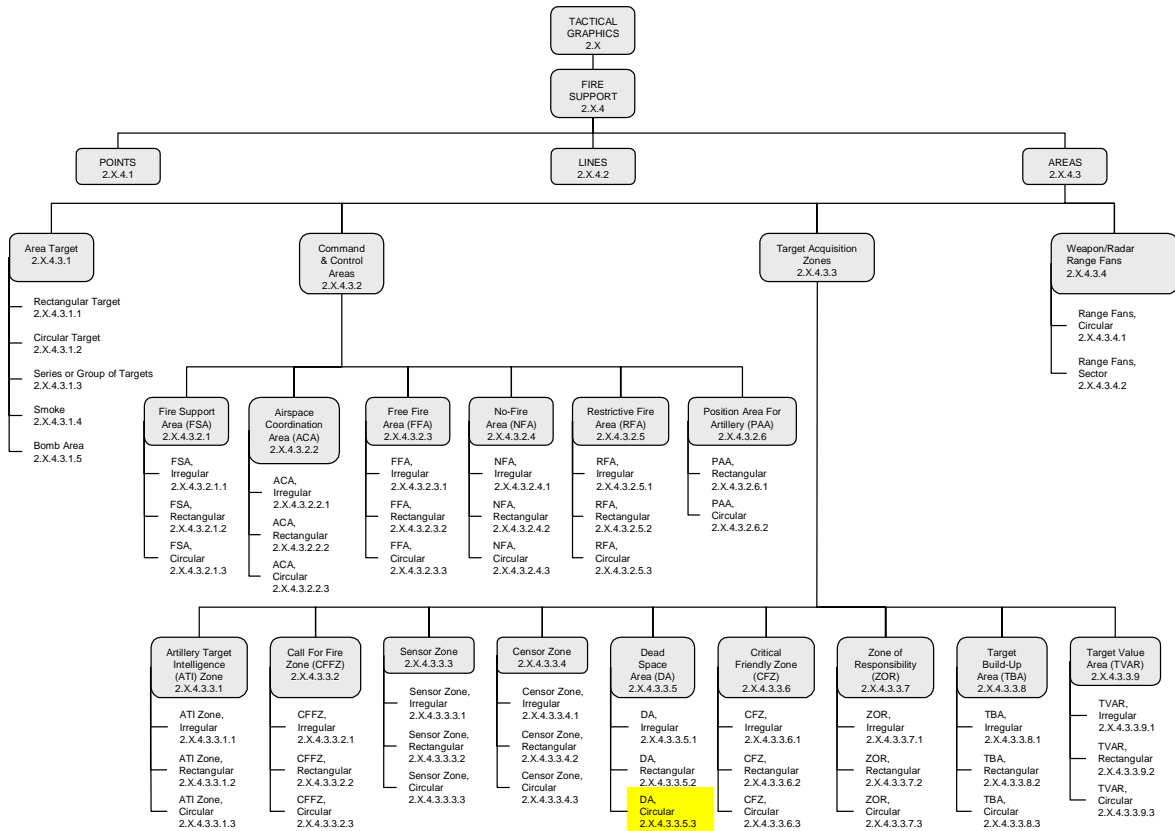 TACTICAL
GRAPHICS
2.X
FIRE
SUPPORT
2.X.4
POINTS
2.X.4.1
LINES
2.X.4.2
AREAS
2.X.4.3
Area Target
2.X.4.3.1
Rectangular Target
2.X.4.3.1.1
Circular Target
2.X.4.3.1.2
Series or Group of Targets
2.X.4.3.1.3
Smoke
2.X.4.3.1.4
Bomb Area
2.X.4.3.1.5
Command
& Control
Areas
2.X.4.3.2
Target Acquisition
Zones
2.X.4.3.3
Weapon/Radar
Range Fans
2.X.4.3.4
Range Fans,
Circular
2.X.4.3.4.1
Range Fans,
Sector
2.X.4.3.4.2
Fire Support
Area (FSA)
2.X.4.3.2.1
FSA,
Irregular
2.X.4.3.2.1.1
FSA,
Rectangular
2.X.4.3.2.1.2
FSA,
Circular
2.X.4.3.2.1.3
Airspace
Coordination
Area (ACA)
2.X.4.3.2.2
ACA,
Irregular
2.X.4.3.2.2.1
ACA,
Rectangular
2.X.4.3.2.2.2
ACA,
Circular
2.X.4.3.2.2.3
Free Fire
Area (FFA)
2.X.4.3.2.3
FFA,
Irregular
2.X.4.3.2.3.1
FFA,
Rectangular
2.X.4.3.2.3.2
FFA,
Circular
2.X.4.3.2.3.3
No-Fire
Area (NFA)
2.X.4.3.2.4
NFA,
Irregular
2.X.4.3.2.4.1
NFA,
Rectangular
2.X.4.3.2.4.2
NFA,
Circular
2.X.4.3.2.4.3
Restrictive Fire
Area (RFA)
2.X.4.3.2.5
RFA,
Irregular
2.X.4.3.2.5.1
RFA,
Rectangular
2.X.4.3.2.5.2
RFA,
Circular
2.X.4.3.2.5.3
Position Area For
Artillery (PAA)
2.X.4.3.2.6
PAA,
Rectangular
2.X.4.3.2.6.1
PAA,
Circular
2.X.4.3.2.6.2
Artillery Target
Intelligence
(ATI) Zone
2.X.4.3.3.1
ATI Zone,
Irregular
2.X.4.3.3.1.1
ATI Zone,
Rectangular
2.X.4.3.3.1.2
ATI Zone,
Circular
2.X.4.3.3.1.3
Call For Fire
Zone (CFFZ)
2.X.4.3.3.2
CFFZ,
Irregular
2.X.4.3.3.2.1
CFFZ,
Rectangular
2.X.4.3.3.2.2
CFFZ,
Circular
2.X.4.3.3.2.3
Sensor Zone
2.X.4.3.3.3
Sensor Zone,
Irregular
2.X.4.3.3.3.1
Sensor Zone,
Rectangular
2.X.4.3.3.3.2
Sensor Zone,
Circular
2.X.4.3.3.3.3
Censor Zone
2.X.4.3.3.4
Censor Zone,
Irregular
2.X.4.3.3.4.1
Censor Zone,
Rectangular
2.X.4.3.3.4.2
Censor Zone,
Circular
2.X.4.3.3.4.3
Dead
Space
Area (DA)
2.X.4.3.3.5
DA,
Irregular
2.X.4.3.3.5.1
DA,
Rectangular
2.X.4.3.3.5.2
DA,
Circular
2.X.4.3.3.5.3
Critical
Friendly Zone
(CFZ)
2.X.4.3.3.6
CFZ,
Irregular
2.X.4.3.3.6.1
CFZ,
Rectangular
2.X.4.3.3.6.2
CFZ,
Circular
2.X.4.3.3.6.3
Zone of
Responsibility
(ZOR)
2.X.4.3.3.7
ZOR,
Irregular
2.X.4.3.3.7.1
ZOR,
Rectangular
2.X.4.3.3.7.2
ZOR,
Circular
2.X.4.3.3.7.3
Target
Build-Up
Area (TBA)
2.X.4.3.3.8
TBA,
Irregular
2.X.4.3.3.8.1
TBA,
Rectangular
2.X.4.3.3.8.2
TBA,
Circular
2.X.4.3.3.8.3
Target Value
Area (TVAR)
2.X.4.3.3.9
TVAR,
Irregular
2.X.4.3.3.9.1
TVAR,
Rectangular
2.X.4.3.3.9.2
TVAR,
Circular
2.X.4.3.3.9.3